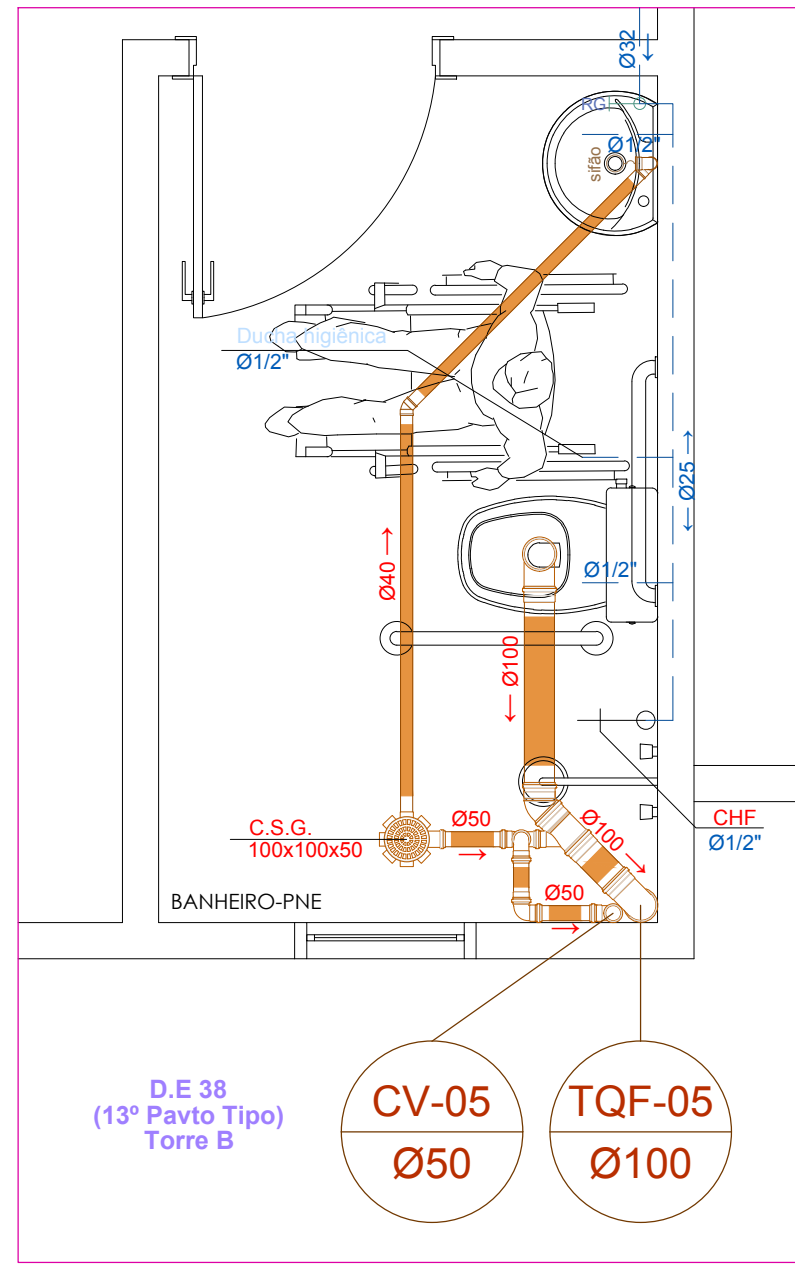 Ø32
→
RG
Ø1/2"
sifão
Ducha higiênica
Ø1/2"
← Ø25 →
Ø40 →
Ø1/2"
← Ø100
C.S.G.
100x100x50
Ø50
→
Ø100 →
CHF
Ø1/2"
Ø50
→
BANHEIRO-PNE
D.E 38
(13º Pavto Tipo)
Torre B
CV-05
Ø50
TQF-05
Ø100